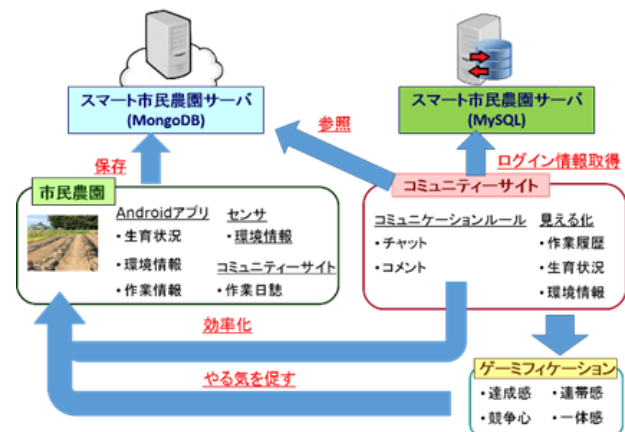 スマート市民農園サーバ
(MongoDB)
スマート市民農園サーバ
(MySQL)
参照
保存
ログイン情報取得
市民農園
コミュニティーサイト
Androidアプリ
・生育状況
・環境情報
・作業情報
センサ
・環境情報
コミュニティーサイト
・作業日誌
コミュニケーションルール
・チャット
・コメント
見える化
・作業履歴
・生育状況
・環境情報
効率化
やる気を促す
ゲーミフィケーション
・達成感 ・連帯感
・競争心 ・一体感